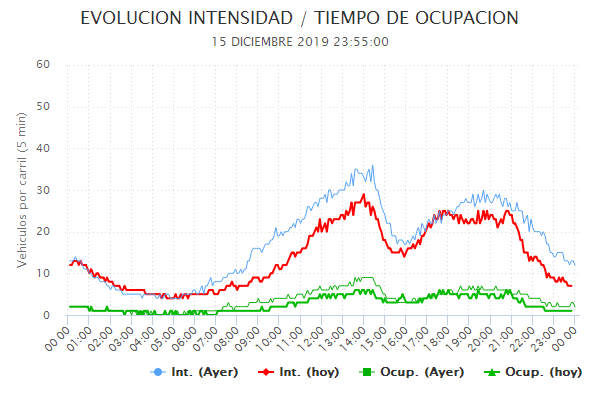 EVOLUCION INTENSIDAD / TIEMPO DE OCUPACION
15 DICIEMBRE 2019 23:55:00
Vehículos por carril (5 min)
60
50
40
30
20
10
0
00:00 01:00 02:00 03:00 04:00 05:00 06:00 07:00 08:00 09:00 10:00 11:00 12:00 13:00 14:00 15:00 16:00 17:00 18:00 19:00 20:00 21:00 22:00 23:00 00:00
Int. (Ayer) Int. (hoy) Ocup. (Ayer) Ocup. (hoy)